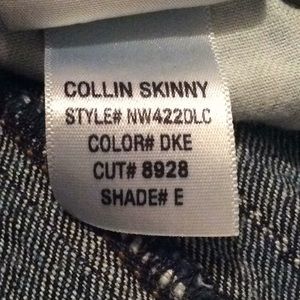 COLLIN SKINNY
STYLE# NW422DLC
COLOR# DKE
CUT# 8928
SHADE# E